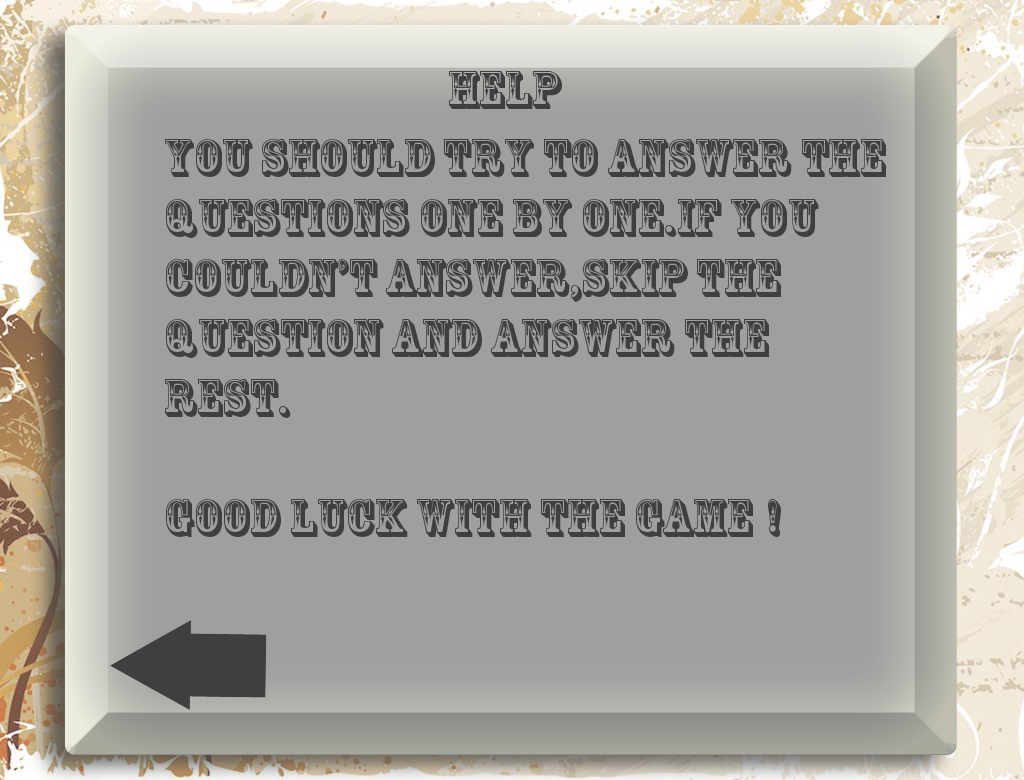 HELP
YOU SHOULD TRY TO ANSWER THE
QUESTIONS ONE BY ONE.IF YOU
COULDN'T ANSWER,SKIP THE
QUESTION AND ANSWER THE
REST.
GOOD LUCK WITH THE GAME !